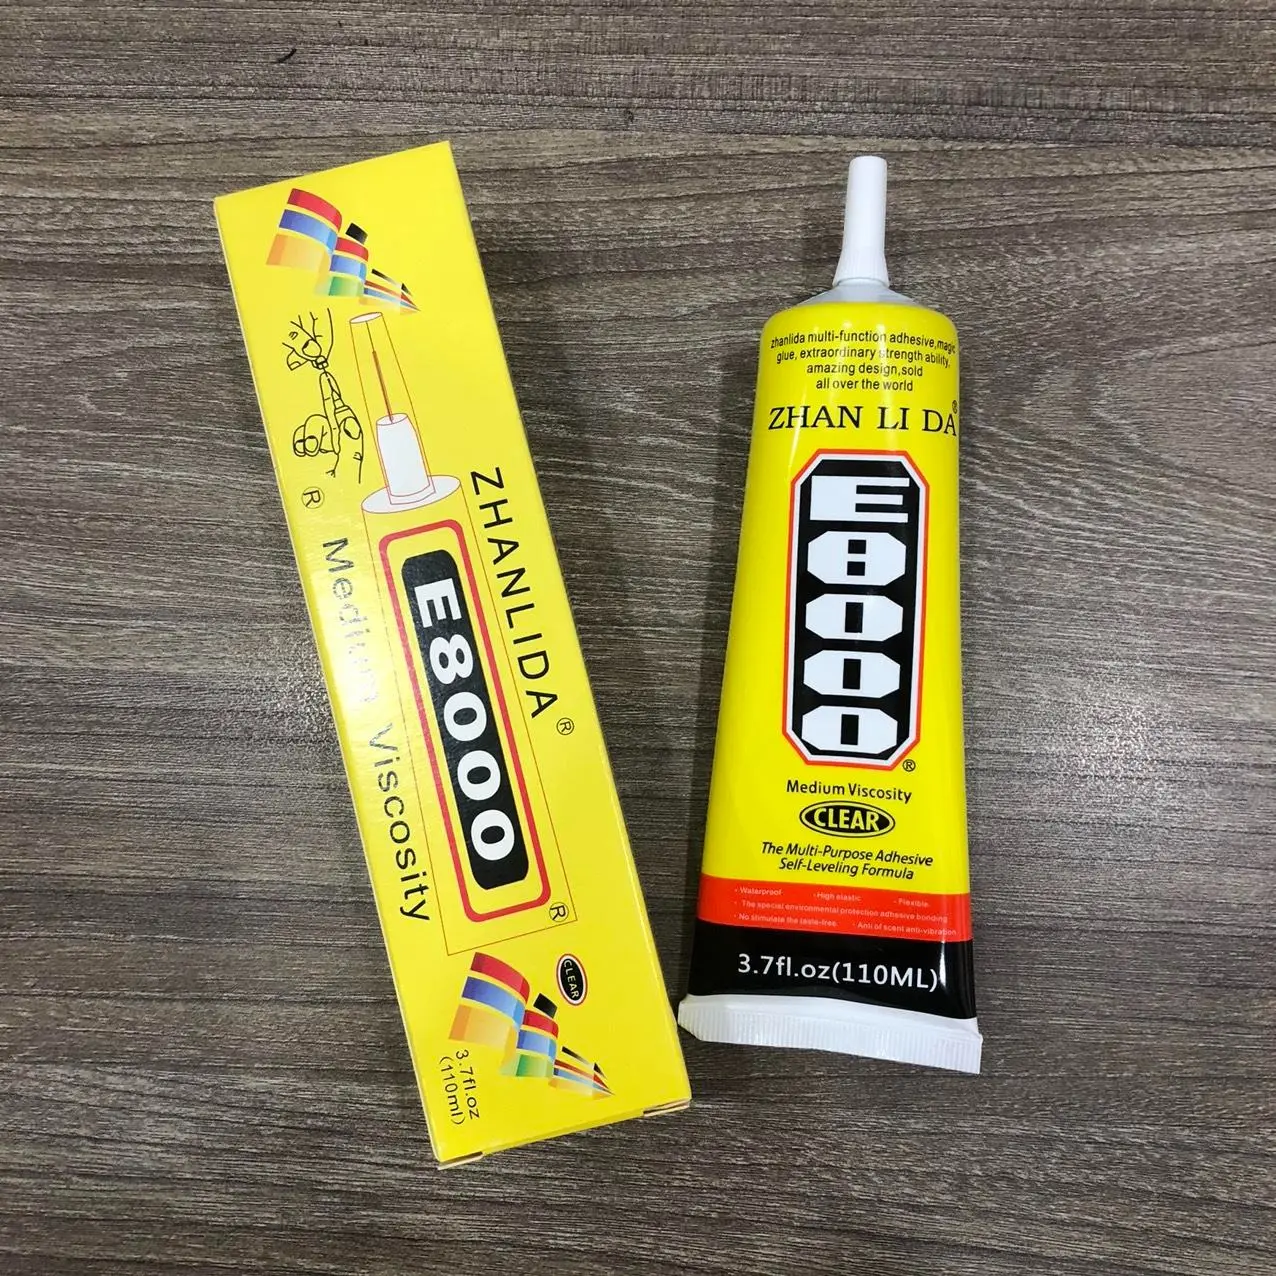 ZHANLIDA®
E8000
®
® Medium Viscosity
CLEAR
3.7fl.oz
(110ml)
zhanlida multi-function adhesive,magic
glue, extraordinary strength ability,
amazing design,sold
all over the world
ZHAN LI DA®
E8000
®
Medium Viscosity
CLEAR
The Multi-Purpose Adhesive
Self-Leveling Formula
· Waterproof · High elastic · Flexible.
· The special environmental protection adhesive bonding
· No stimulate the taste-free · Anti of scent anti-vibration
3.7fl.oz(110ML)